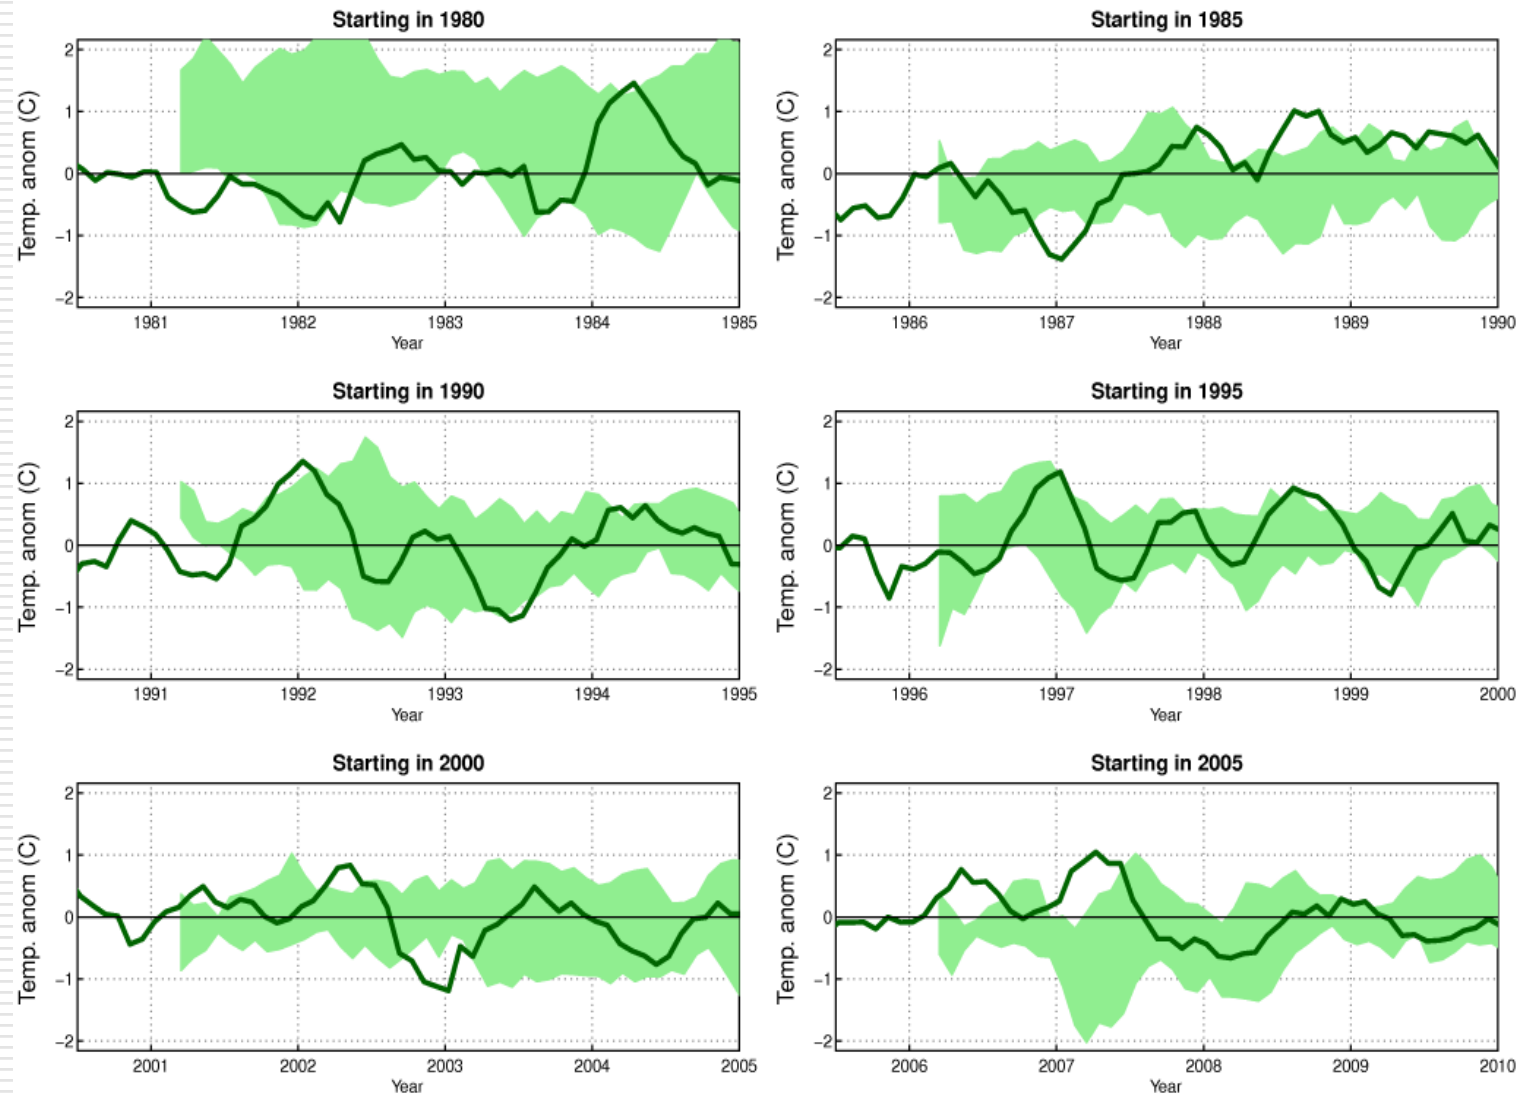 Starting in 1980
Temp. anom (C)
2
1
0
−1
−2
1981 1982 1983 1984 1985
Year
Starting in 1985
Temp. anom (C)
2
1
0
−1
−2
1986 1987 1988 1989 1990
Year
Starting in 1990
Temp. anom (C)
2
1
0
−1
−2
1991 1992 1993 1994 1995
Year
Starting in 1995
Temp. anom (C)
2
1
0
−1
−2
1996 1997 1998 1999 2000
Year
Starting in 2000
Temp. anom (C)
2
1
0
−1
−2
2001 2002 2003 2004 2005
Year
Starting in 2005
Temp. anom (C)
2
1
0
−1
−2
2006 2007 2008 2009 2010
Year